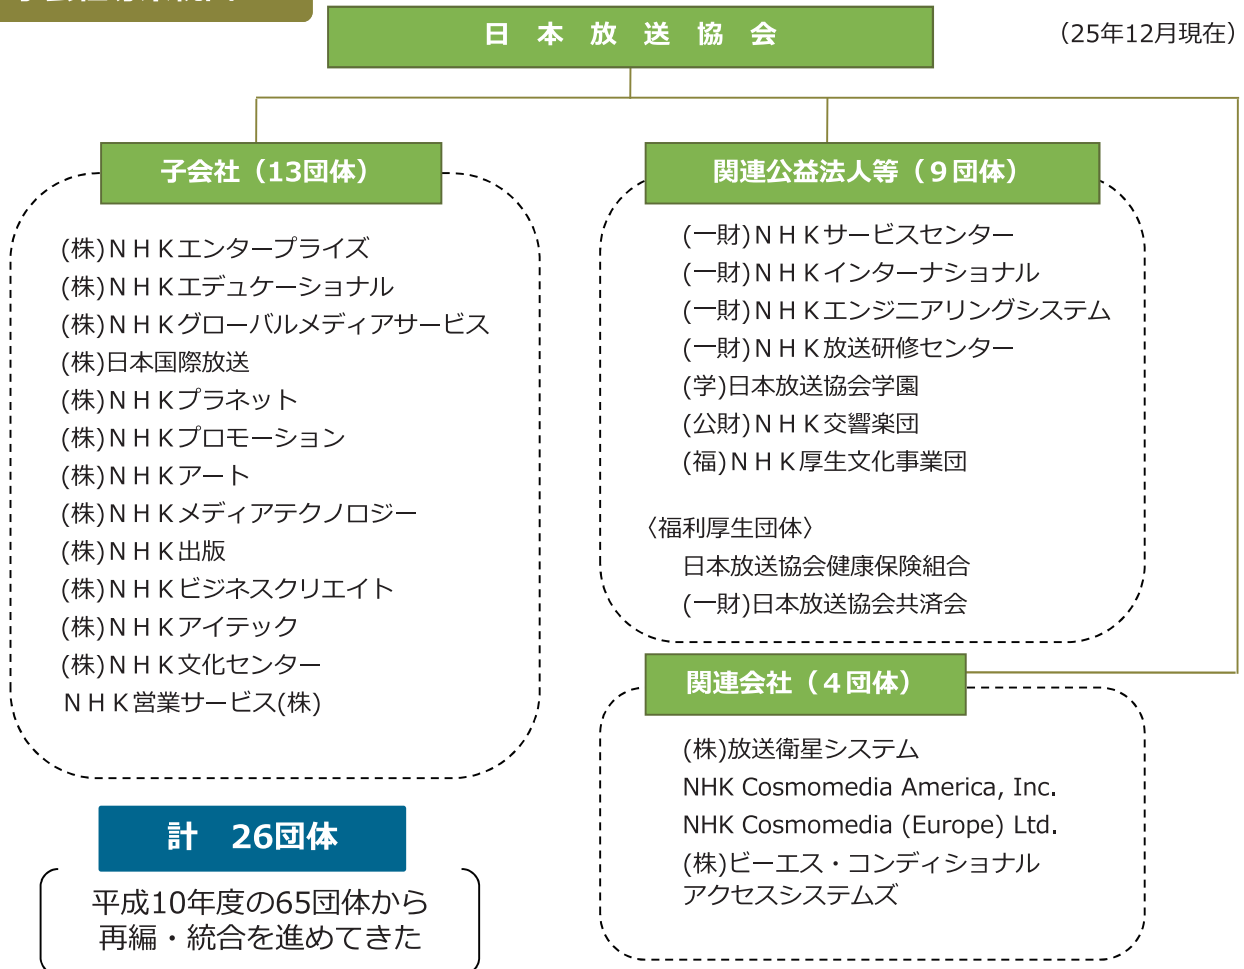 日本放送協会
（25年12月現在）
子会社（13団体）
(株)ＮＨＫエンタープライズ
(株)ＮＨＫエデュケーショナル
(株)ＮＨＫグローバルメディアサービス
(株)日本国際放送
(株)ＮＨＫプラネット
(株)ＮＨＫプロモーション
(株)ＮＨＫアート
(株)ＮＨＫメディアテクノロジー
(株)ＮＨＫ出版
(株)ＮＨＫビジネスクリエイト
(株)ＮＨＫアイテック
(株)ＮＨＫ文化センター
ＮＨＫ営業サービス(株)
計　26団体
平成10年度の65団体から
再編・統合を進めてきた
関連公益法人等（９団体）
(一財)ＮＨＫサービスセンター
(一財)ＮＨＫインターナショナル
(一財)ＮＨＫエンジニアリングシステム
(一財)ＮＨＫ放送研修センター
(学)日本放送協会学園
(公財)ＮＨＫ交響楽団
(福)ＮＨＫ厚生文化事業団
〈福利厚生団体〉
日本放送協会健康保険組合
(一財)日本放送協会共済会
関連会社（４団体）
(株)放送衛星システム
NHK Cosmomedia America, Inc.
NHK Cosmomedia (Europe) Ltd.
(株)ビーエス・コンディショナル
アクセスシステムズ